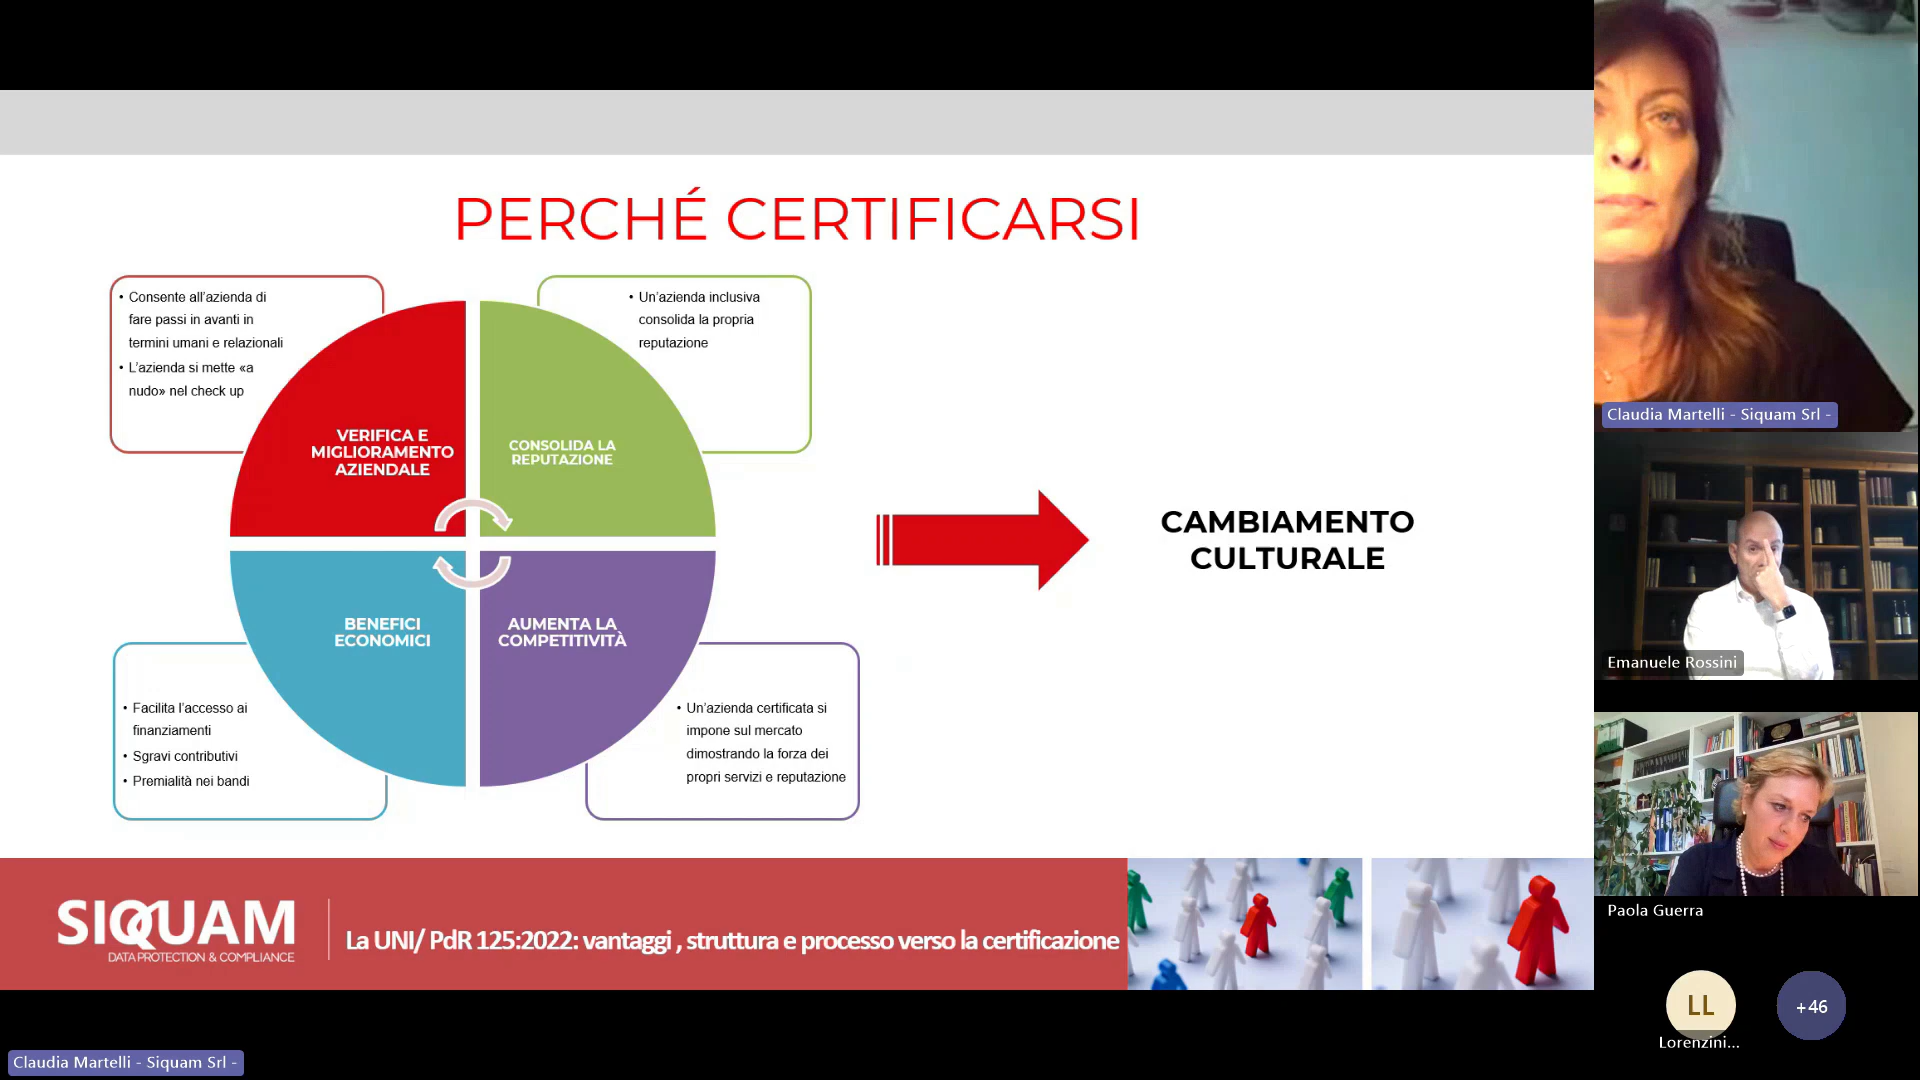 PERCHÉ CERTIFICARSI
• Consente all’azienda di
fare passi in avanti in
termini umani e relazionali
• L’azienda si mette «a
nudo» nel check up
• Un’azienda inclusiva
consolida la propria
reputazione
VERIFICA E
MIGLIORAMENTO
AZIENDALE
CONSOLIDA LA
REPUTAZIONE
BENEFICI
ECONOMICI
AUMENTA LA
COMPETITIVITÀ
• Facilita l’accesso ai
finanziamenti
• Sgravi contributivi
• Premialità nei bandi
• Un’azienda certificata si
impone sul mercato
dimostrando la forza dei
propri servizi e reputazione
CAMBIAMENTO
CULTURALE
SIQUAM
DATA PROTECTION & COMPLIANCE
La UNI/ PdR 125:2022: vantaggi , struttura e processo verso la certificazione
Claudia Martelli - Siquam Srl -
Emanuele Rossini
Paola Guerra
LL
Lorenzini...
+46
Claudia Martelli - Siquam Srl -